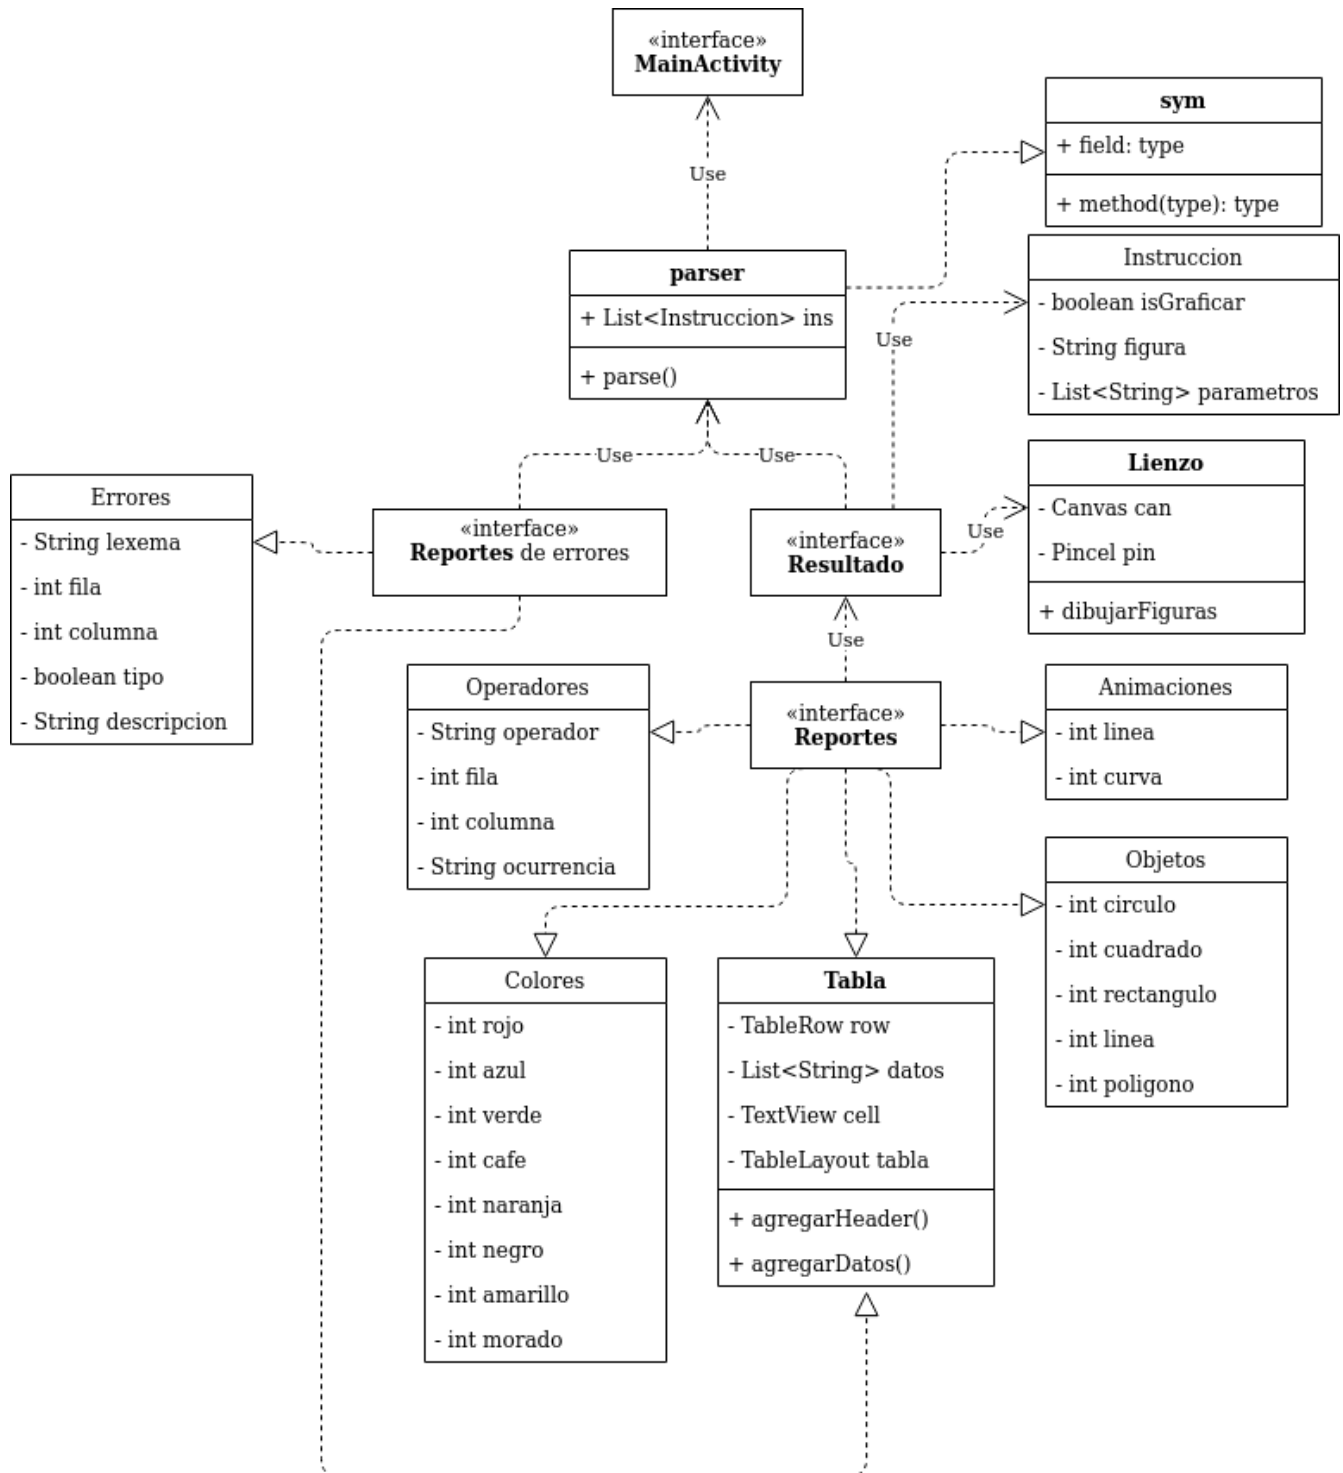 «interface»
MainActivity
Use
sym
+ field: type
+ method(type): type
parser
+ List<Instruccion> ins
+ parse()
Instruccion
- boolean isGraficar
- String figura
- List<String> parametros
Use
Use
Use
Errores
- String lexema
- int fila
- int columna
- boolean tipo
- String descripcion
«interface»
Reportes de errores
«interface»
Resultado
Use
Lienzo
- Canvas can
- Pincel pin
+ dibujarFiguras
Use
Operadores
- String operador
- int fila
- int columna
- String ocurrencia
«interface»
Reportes
Animaciones
- int linea
- int curva
Objetos
- int circulo
- int cuadrado
- int rectangulo
- int linea
- int poligono
Colores
- int rojo
- int azul
- int verde
- int cafe
- int naranja
- int negro
- int amarillo
- int morado
Tabla
- TableRow row
- List<String> datos
- TextView cell
- TableLayout tabla
+ agregarHeader()
+ agregarDatos()